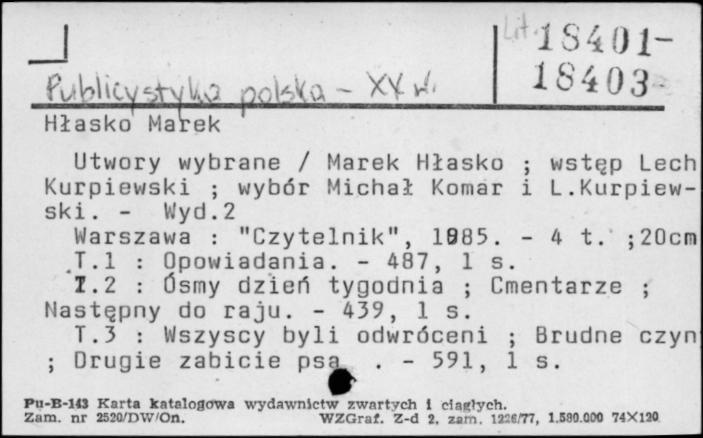 Lit. 18401-
18403
Publicystyka polska - XX w.
Hłasko Marek
Utwory wybrane / Marek Hłasko ; wstęp Lech
Kurpiewski ; wybór Michał Komar i L.Kurpiew-
ski. - Wyd.2
Warszawa : "Czytelnik", 1985. - 4 t. ;20cm
T.1 : Opowiadania. - 487, 1 s.
T.2 : Ósmy dzień tygodnia ; Cmentarze ;
Następny do raju. - 439, 1 s.
T.3 : Wszyscy byli odwróceni ; Brudne czyn
; Drugie zabicie psa . - 591, 1 s.
Pu-B-143 Karta katalogowa wydawnictw zwartych i ciągłych.
Zam. nr 2520/DW/On. WZGraf. Z-d 2, zam. 1226/77, 1.580.000 74X120